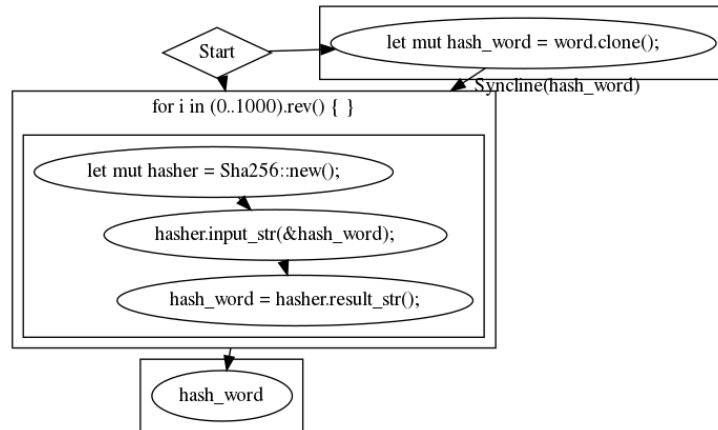 Start
let mut hash_word = word.clone();
Syncline(hash_word)
for i in (0..1000).rev() { }
let mut hasher = Sha256::new();
hasher.input_str(&hash_word);
hash_word = hasher.result_str();
hash_word